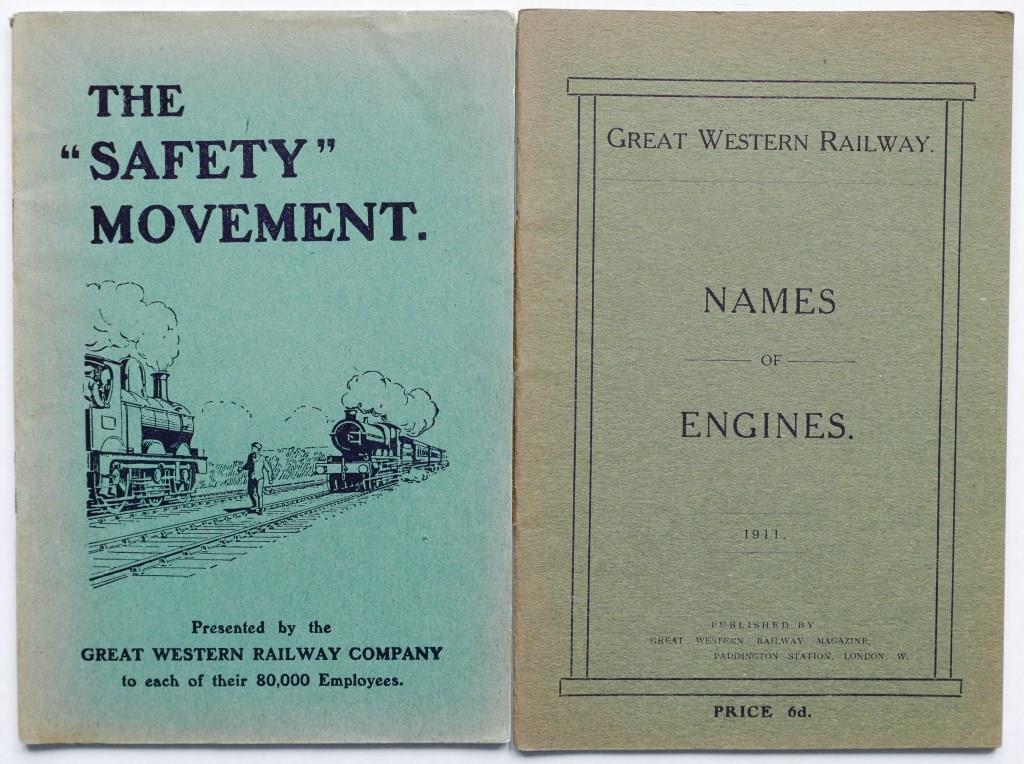 THE
"SAFETY"
MOVEMENT.
Presented by the
GREAT WESTERN RAILWAY COMPANY
to each of their 80,000 Employees.
GREAT WESTERN RAILWAY.
NAMES
OF
ENGINES.
1911.
PUBLISHED BY
GREAT WESTERN RAILWAY MAGAZINE,
PADDINGTON STATION, LONDON, W.
PRICE 6d.